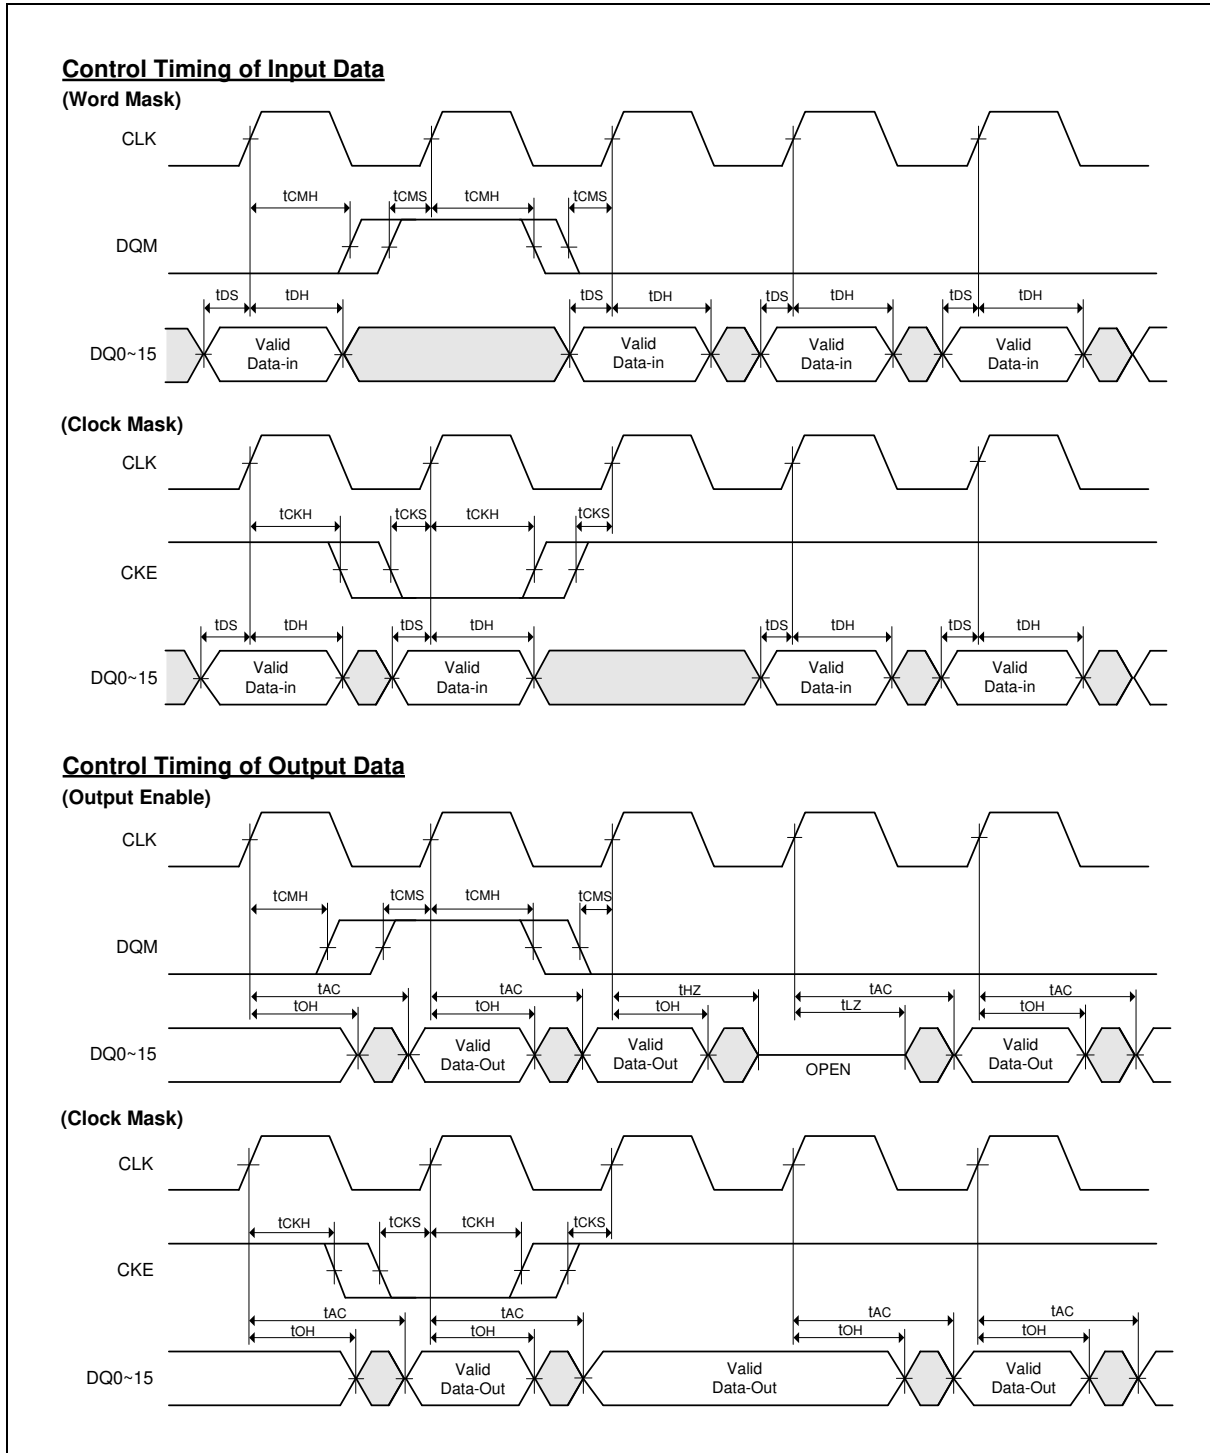 Control Timing of Input Data
(Word Mask)
CLK
tCMH tCMS tCMH tCMS
DQM
tDS tDH tDS tDH tDS tDH tDS tDH
DQ0~15
Valid Data-in
Valid Data-in
Valid Data-in
Valid Data-in
(Clock Mask)
CLK
tCKH tCKS tCKH tCKS
CKE
tDS tDH tDS tDH tDS tDH tDS tDH
DQ0~15
Valid Data-in
Valid Data-in
Valid Data-in
Valid Data-in
Control Timing of Output Data
(Output Enable)
CLK
tCMH tCMS tCMH tCMS
DQM
tAC tAC tHZ tAC tAC
tOH tOH tOH tLZ tOH
DQ0~15
Valid Data-Out
Valid Data-Out
OPEN
Valid Data-Out
(Clock Mask)
CLK
tCKH tCKS tCKH tCKS
CKE
tAC tAC tAC tAC
tOH tOH tOH tOH
DQ0~15
Valid Data-Out
Valid Data-Out
Valid Data-Out